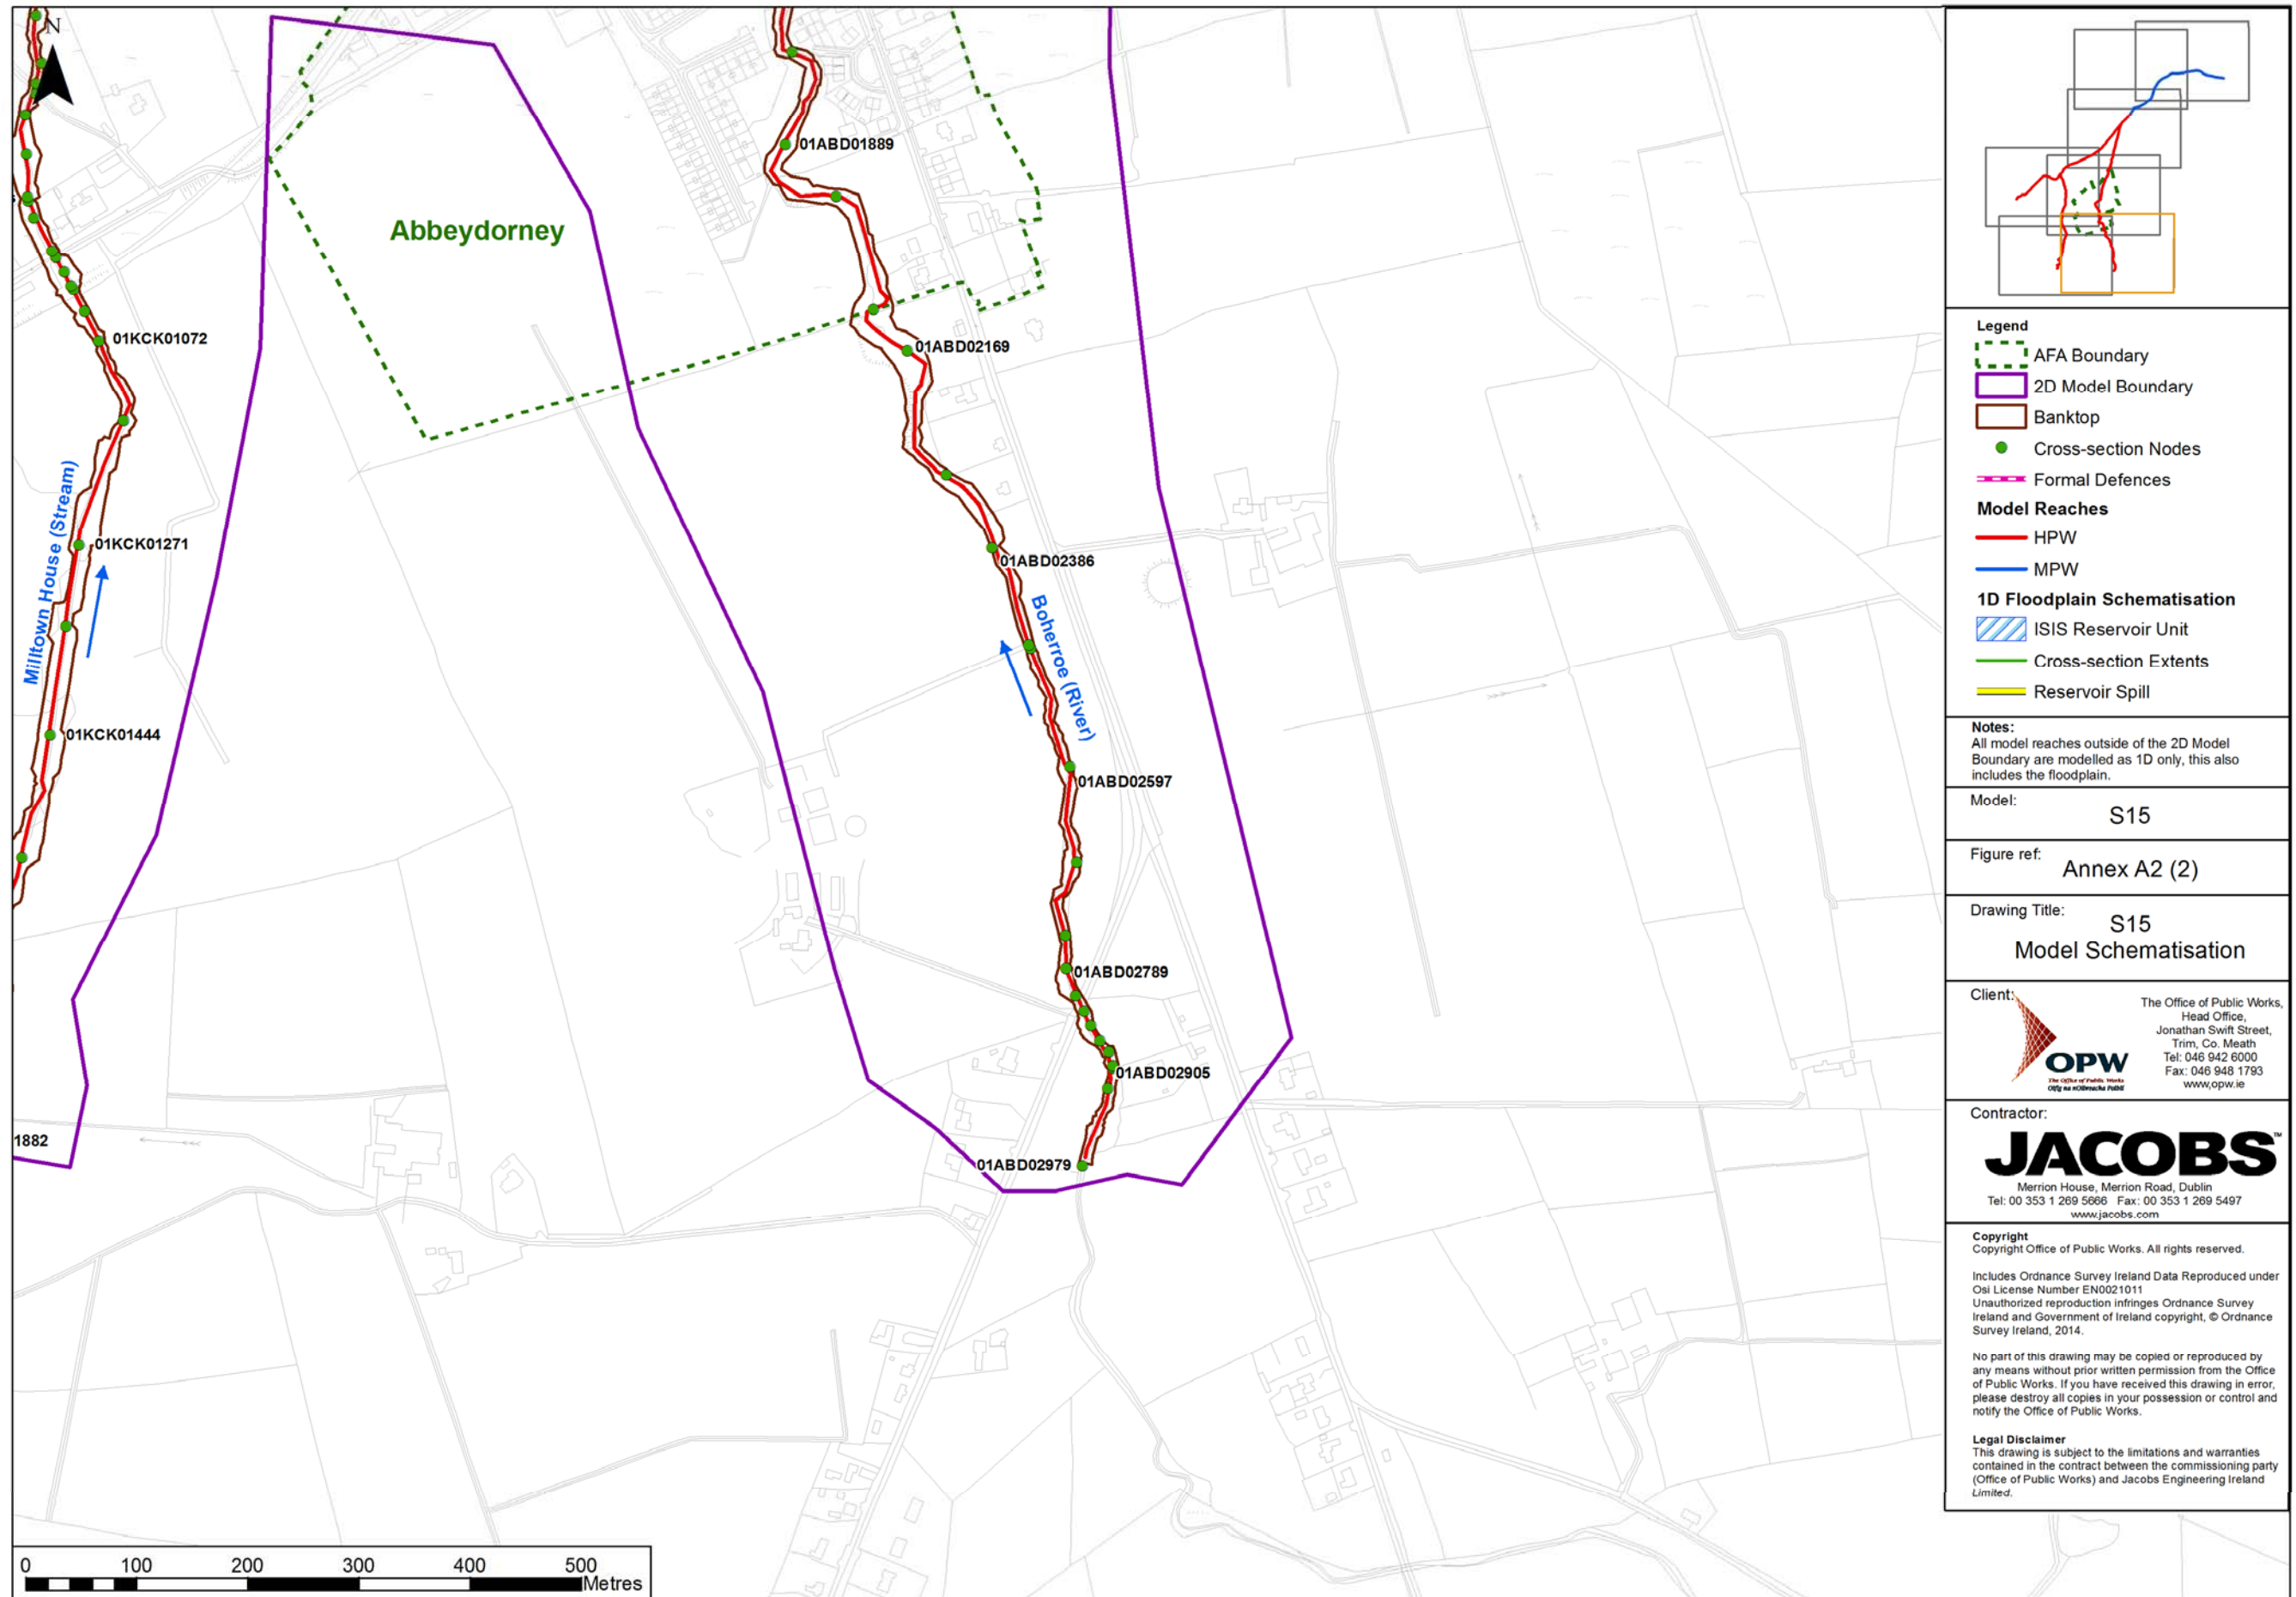 N
01ABD01889
Abbeydorney
01KCK01072
01ABD02169
Milltown House (Stream)
01KCK01271
01ABD02386
Boherroe (River)
01KCK01444
01ABD02597
01ABD02789
01ABD02905
1882
01ABD02979
0 100 200 300 400 500
Metres
Legend
AFA Boundary
2D Model Boundary
Banktop
Cross-section Nodes
Formal Defences
Model Reaches
HPW
MPW
1D Floodplain Schematisation
ISIS Reservoir Unit
Cross-section Extents
Reservoir Spill
Notes:
All model reaches outside of the 2D Model
Boundary are modelled as 1D only, this also
includes the floodplain.
Model:
S15
Figure ref:
Annex A2 (2)
Drawing Title:
S15
Model Schematisation
Client:
OPW
The Office of Public Works
Oifig na nOibreacha Poiblí
The Office of Public Works,
Head Office,
Jonathan Swift Street,
Trim, Co. Meath
Tel: 046 942 6000
Fax: 046 948 1793
www.opw.ie
Contractor:
JACOBS™
Merrion House, Merrion Road, Dublin
Tel: 00 353 1 269 5666 Fax: 00 353 1 269 5497
www.jacobs.com
Copyright
Copyright Office of Public Works. All rights reserved.
Includes Ordnance Survey Ireland Data Reproduced under
Osi License Number EN0021011
Unauthorized reproduction infringes Ordnance Survey
Ireland and Government of Ireland copyright, © Ordnance
Survey Ireland, 2014.
No part of this drawing may be copied or reproduced by
any means without prior written permission from the Office
of Public Works. If you have received this drawing in error,
please destroy all copies in your possession or control and
notify the Office of Public Works.
Legal Disclaimer
This drawing is subject to the limitations and warranties
contained in the contract between the commissioning party
(Office of Public Works) and Jacobs Engineering Ireland
Limited.